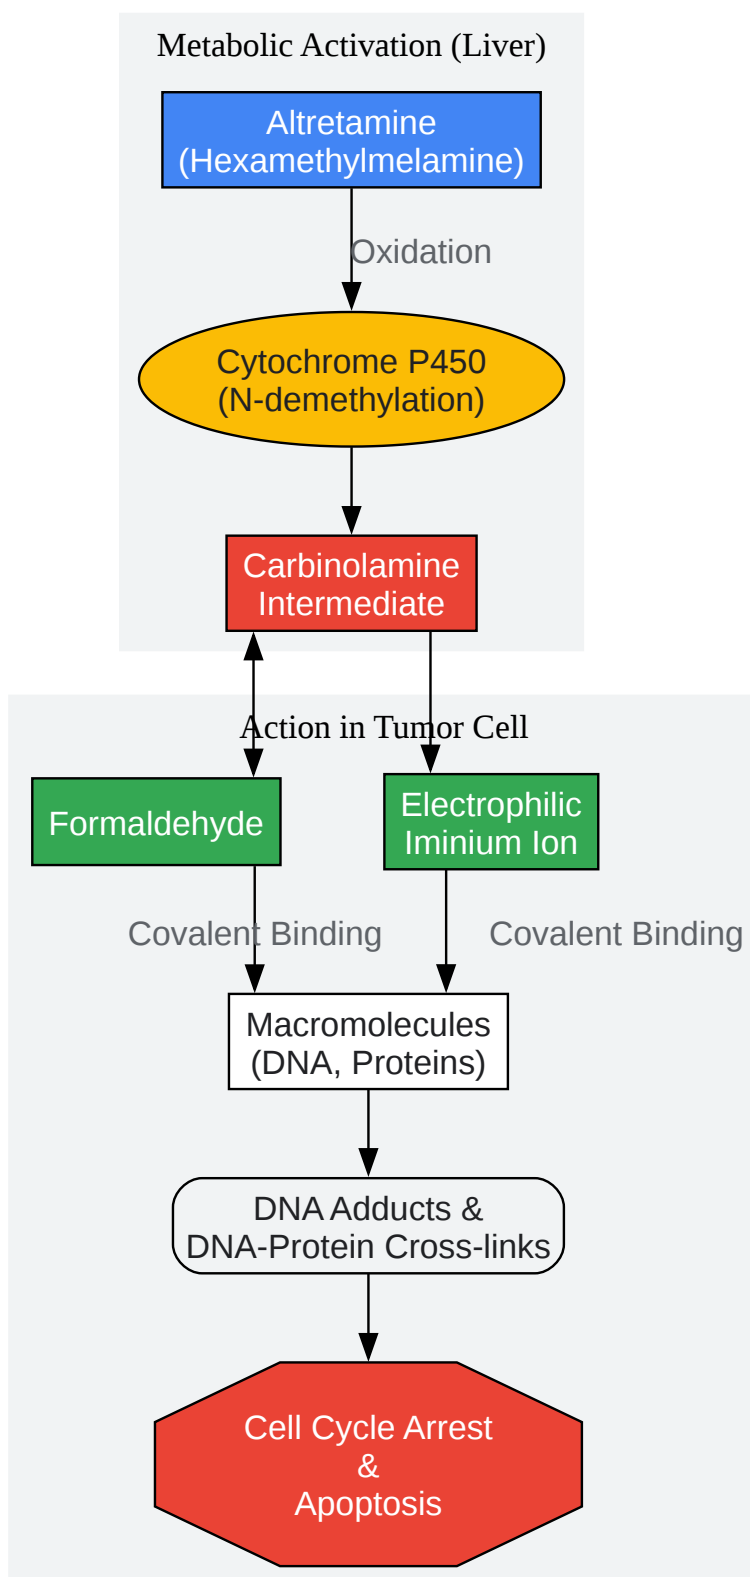 Metabolic Activation (Liver)
Altretamine
(Hexamethylmelamine)
Oxidation
Cytochrome P450
(N-demethylation)
Carbinolamine
Intermediate
Action in Tumor Cell
Formaldehyde
Electrophilic
Iminium Ion
Covalent Binding
Covalent Binding
Macromolecules
(DNA, Proteins)
DNA Adducts &
DNA-Protein Cross-links
Cell Cycle Arrest
&
Apoptosis